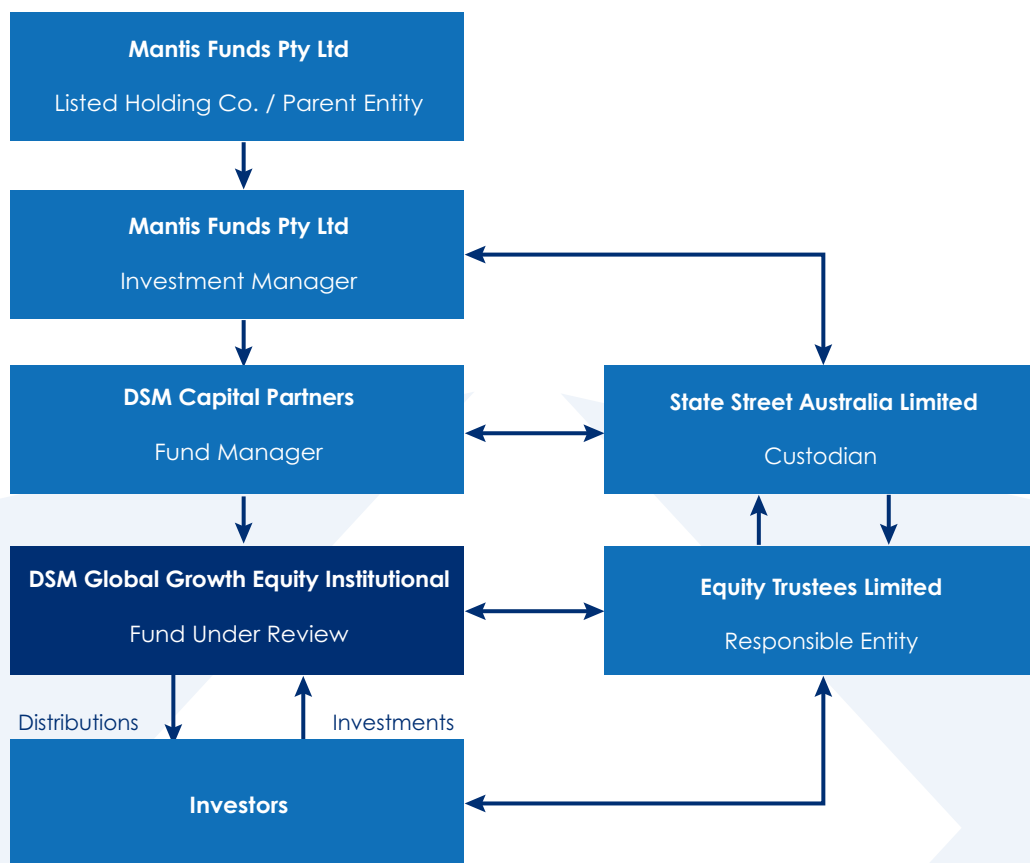 Mantis Funds Pty Ltd
Listed Holding Co. / Parent Entity
Mantis Funds Pty Ltd
Investment Manager
DSM Capital Partners
Fund Manager
State Street Australia Limited
Custodian
DSM Global Growth Equity Institutional
Fund Under Review
Equity Trustees Limited
Responsible Entity
Distributions
Investments
Investors